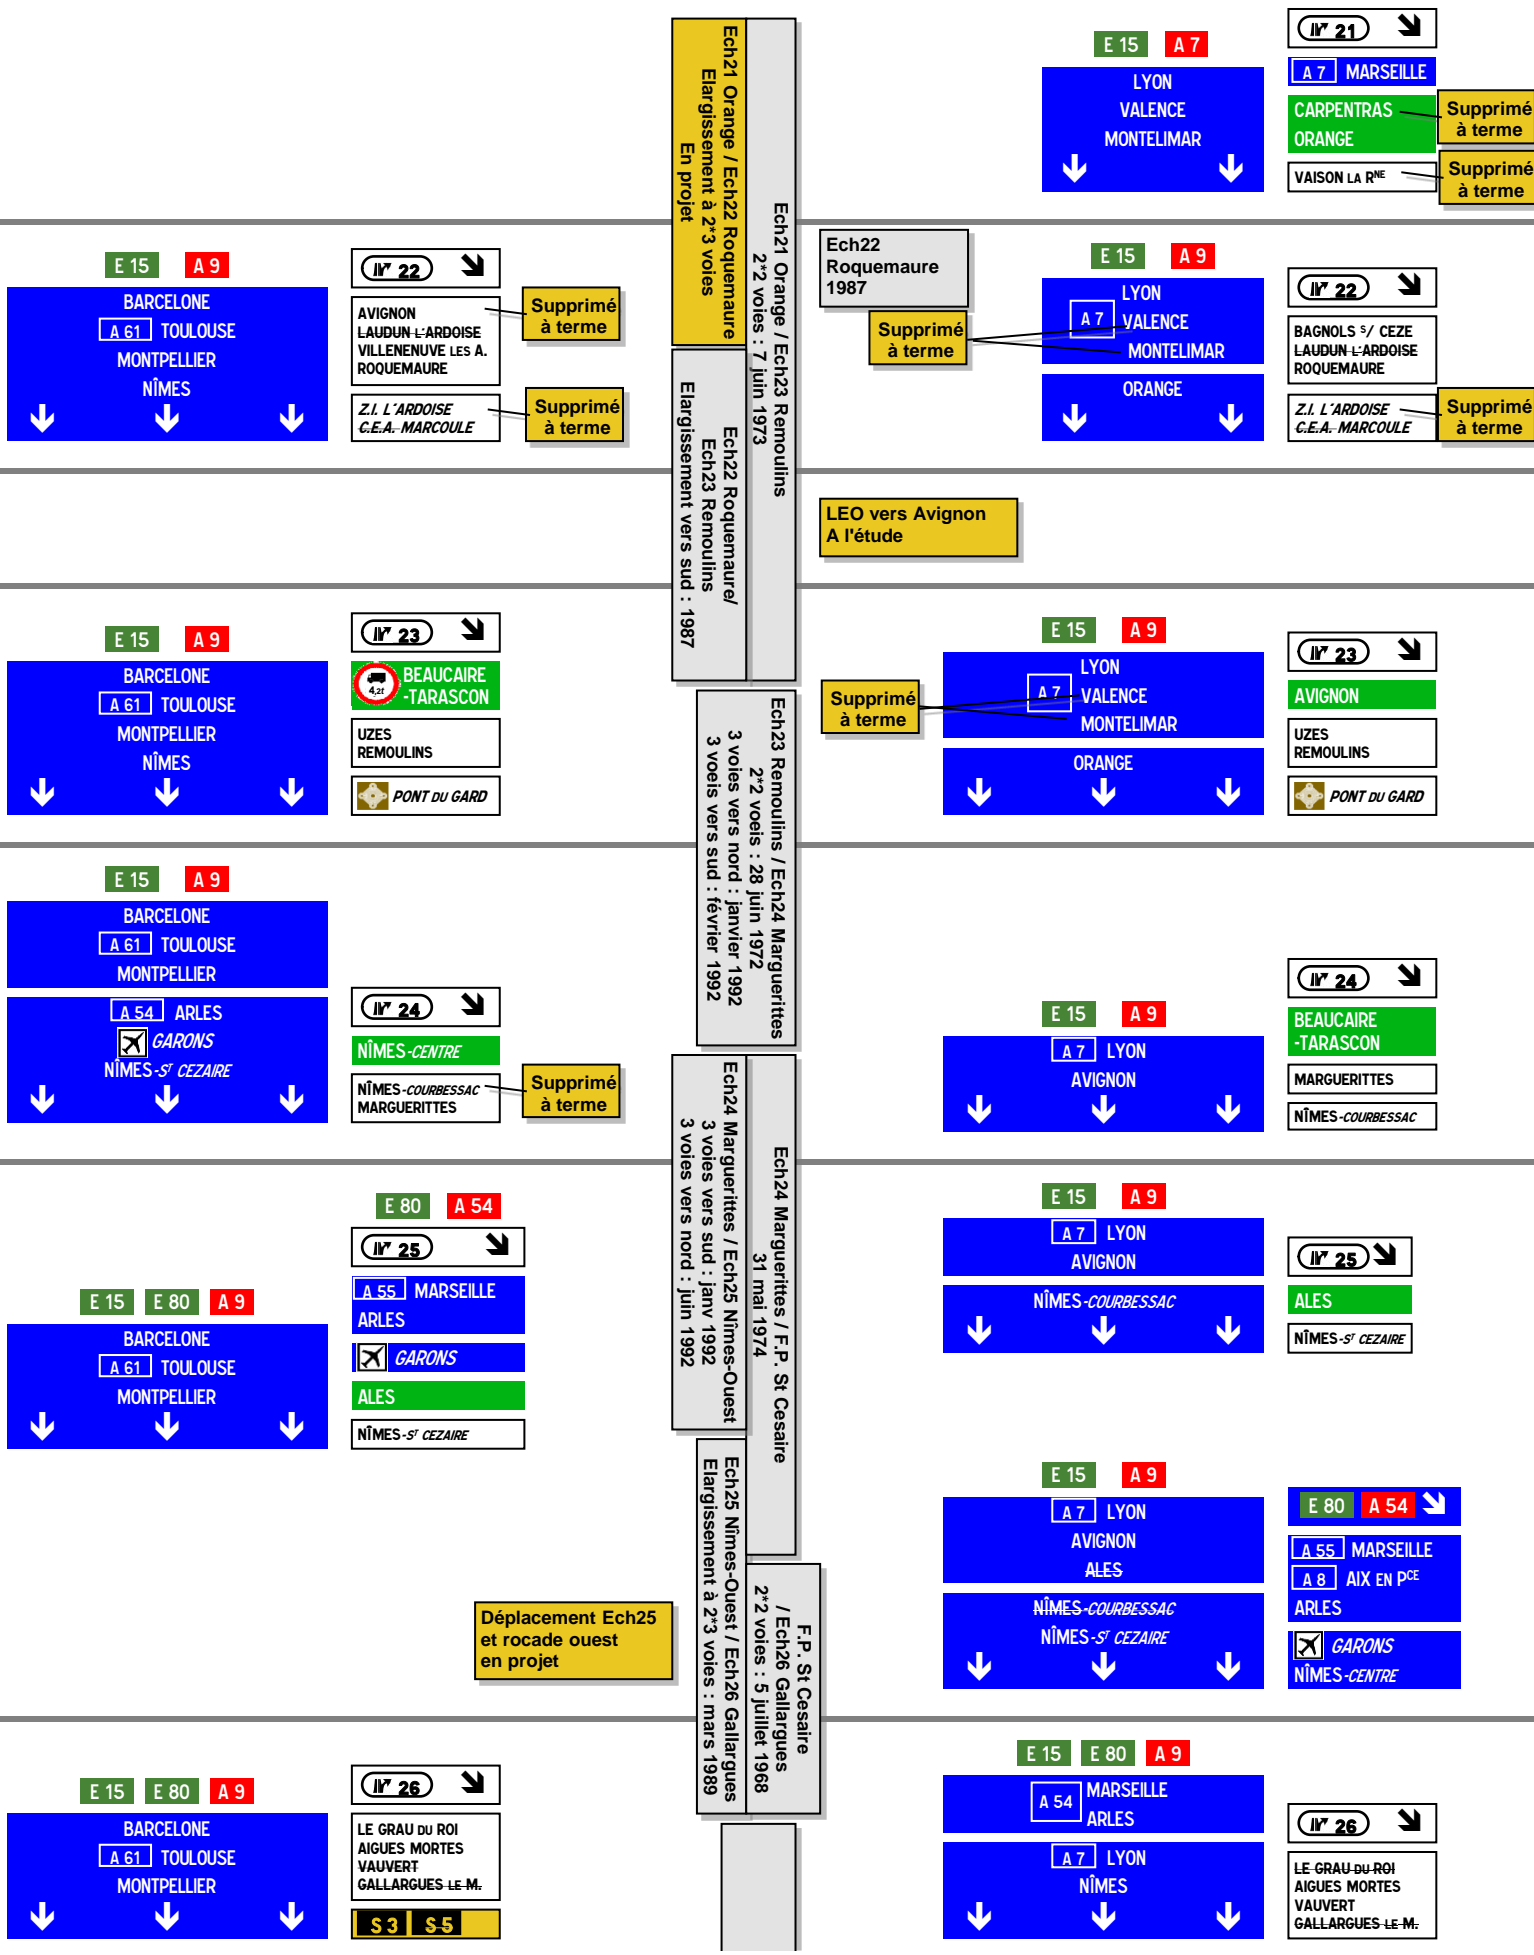 E 15 A 7
LYON
VALENCE
MONTELIMAR
21
A 7 MARSEILLE
CARPENTRAS
ORANGE
VAISON LA RNE
Supprimé
à terme
Supprimé
à terme
Ech21 Orange / Ech22 Roquemaure
Elargissement à 2*3 voies
En projet
Ech21 Orange / Ech23 Remoulins
2*2 voies : 7 juin 1973
E 15 A 9
BARCELONE
A 61 TOULOUSE
MONTPELLIER
NÎMES
22
AVIGNON
LAUDUN L'ARDOISE
VILLENENUVE LES A.
ROQUEMAURE
Z.I. L'ARDOISE
C.E.A. MARCOULE
Supprimé
à terme
Supprimé
à terme
Ech22
Roquemaure
1987
Supprimé
à terme
E 15 A 9
LYON
A 7 VALENCE
MONTELIMAR
ORANGE
22
BAGNOLS S/ CEZE
LAUDUN L'ARDOISE
ROQUEMAURE
Z.I. L'ARDOISE
C.E.A. MARCOULE
Supprimé
à terme
Ech22 Roquemaure/
Ech23 Remoulins
Elargissement vers sud : 1987
LEO vers Avignon
A l'étude
E 15 A 9
BARCELONE
A 61 TOULOUSE
MONTPELLIER
NÎMES
23
4,2t
BEAUCAIRE
-TARASCON
UZES
REMOULINS
PONT DU GARD
Supprimé
à terme
E 15 A 9
LYON
A 7 VALENCE
MONTELIMAR
ORANGE
23
AVIGNON
UZES
REMOULINS
PONT DU GARD
Ech23 Remoulins / Ech24 Marguerittes
2*2 voeis : 28 juin 1972
3 voies vers nord : janvier 1992
3 voeis vers sud : février 1992
E 15 A 9
BARCELONE
A 61 TOULOUSE
MONTPELLIER
A 54 ARLES
GARONS
NÎMES-ST CEZAIRE
24
NÎMES-CENTRE
NÎMES-COURBESSAC
MARGUERITTES
Supprimé
à terme
E 15 A 9
A 7 LYON
AVIGNON
24
BEAUCAIRE
-TARASCON
MARGUERITTES
NÎMES-COURBESSAC
Ech24 Marguerittes / Ech25 Nîmes-Ouest
3 voies vers sud : janv 1992
3 voies vers nord : juin 1992
Ech24 Marguerittes / F.P. St Cesaire
31 mai 1974
E 15 E 80 A 9
BARCELONE
A 61 TOULOUSE
MONTPELLIER
E 80 A 54
25
A 55 MARSEILLE
ARLES
GARONS
ALES
NÎMES-ST CEZAIRE
E 15 A 9
A 7 LYON
AVIGNON
NÎMES-COURBESSAC
25
ALES
NÎMES-ST CEZAIRE
E 15 A 9
A 7 LYON
AVIGNON
ALES
NÎMES-COURBESSAC
NÎMES-ST CEZAIRE
E 80 A 54
A 55 MARSEILLE
A 8 AIX EN PCE
ARLES
GARONS
NÎMES-CENTRE
Déplacement Ech25
et rocade ouest
en projet
Ech25 Nîmes-Ouest / Ech26 Gallargues
Elargissement à 2*3 voies : mars 1989
F.P. St Cesaire
/ Ech26 Gallargues
2*2 voies : 5 juillet 1968
E 15 E 80 A 9
BARCELONE
A 61 TOULOUSE
MONTPELLIER
26
LE GRAU DU ROI
AIGUES MORTES
VAUVERT
GALLARGUES LE M.
S 3 S 5
E 15 E 80 A 9
A 54 MARSEILLE
ARLES
A 7 LYON
NÎMES
26
LE GRAU DU ROI
AIGUES MORTES
VAUVERT
GALLARGUES LE M.